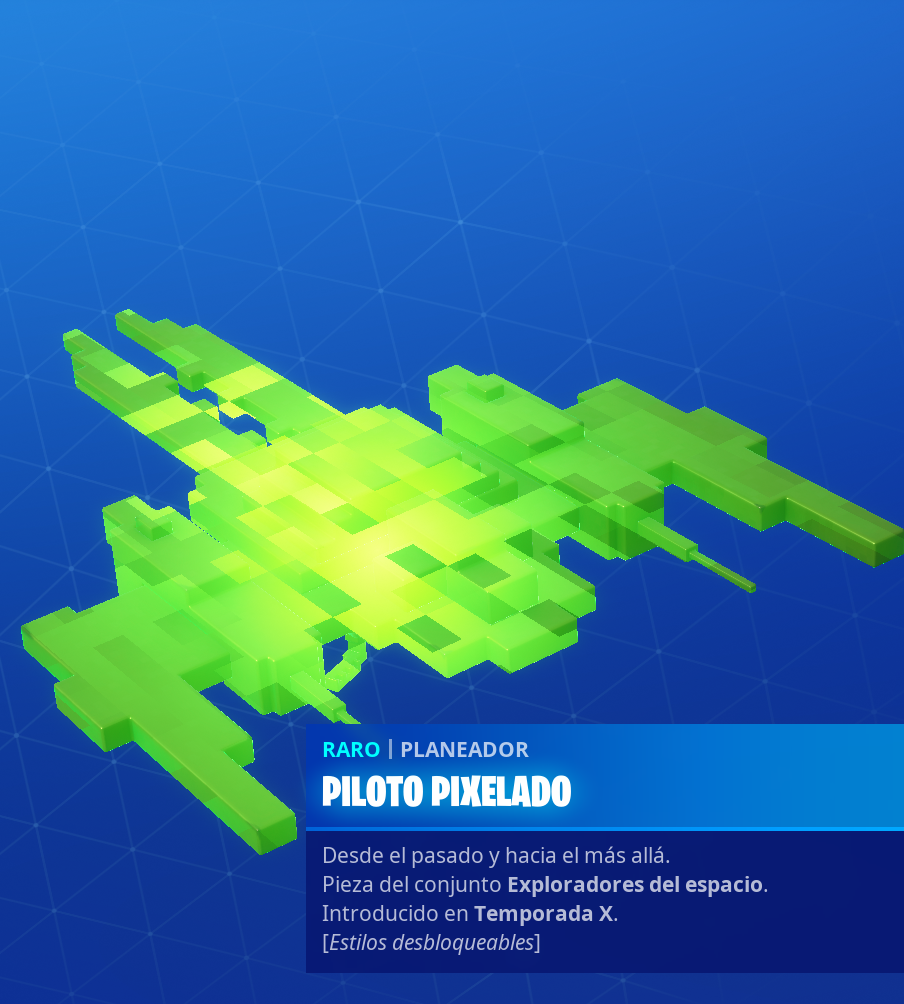 RARO | PLANEADOR
PILOTO PIXELADO
Desde el pasado y hacia el más allá.
Pieza del conjunto Exploradores del espacio.
Introducido en Temporada X.
[Estilos desbloqueables]